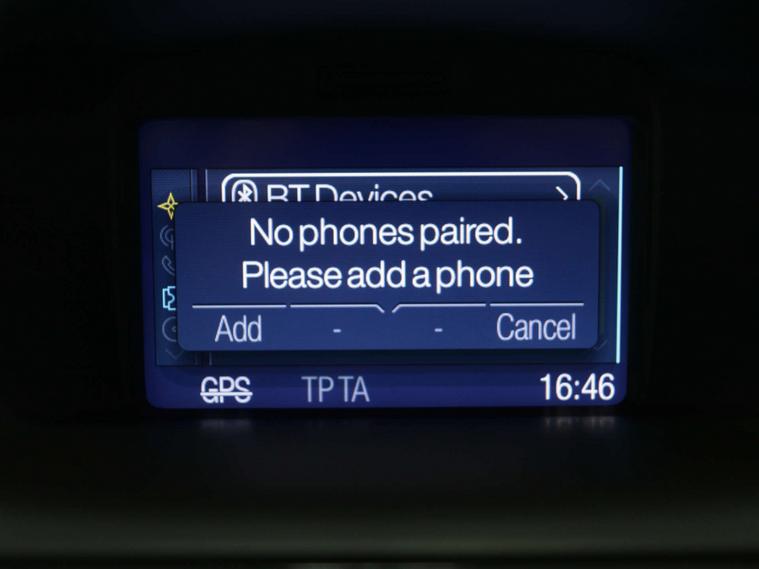 BT Devices
No phones paired.
Please add a phone
Add - - Cancel
GPS TP TA 16:46